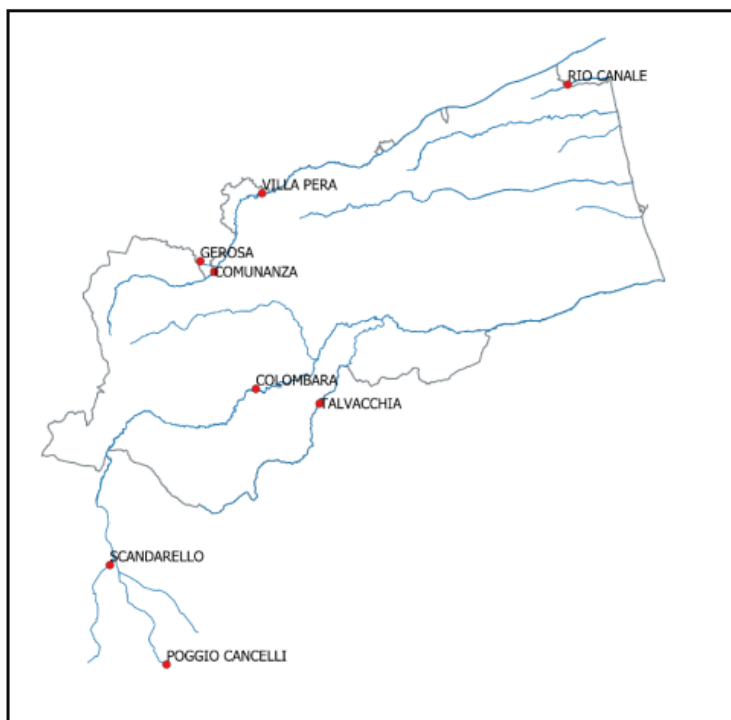 RIO CANALE
VILLA PERA
GEROSA
COMUNANZA
COLOMBARA
TALVACCHIA
SCANDARELLO
POGGIO CANCELLI